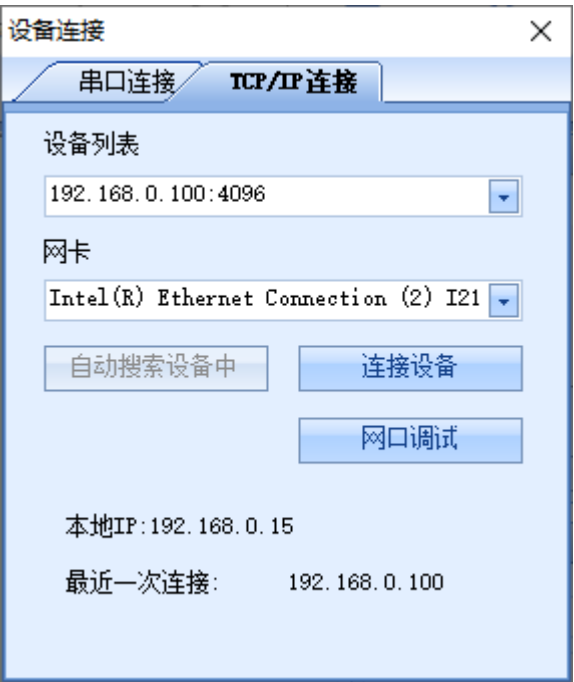 设备连接
串口连接 TCP/IP连接
设备列表
192.168.0.100:4096
网卡
Intel(R) Ethernet Connection (2) I21
自动搜索设备中 连接设备
网口调试
本地IP:192.168.0.15
最近一次连接: 192.168.0.100